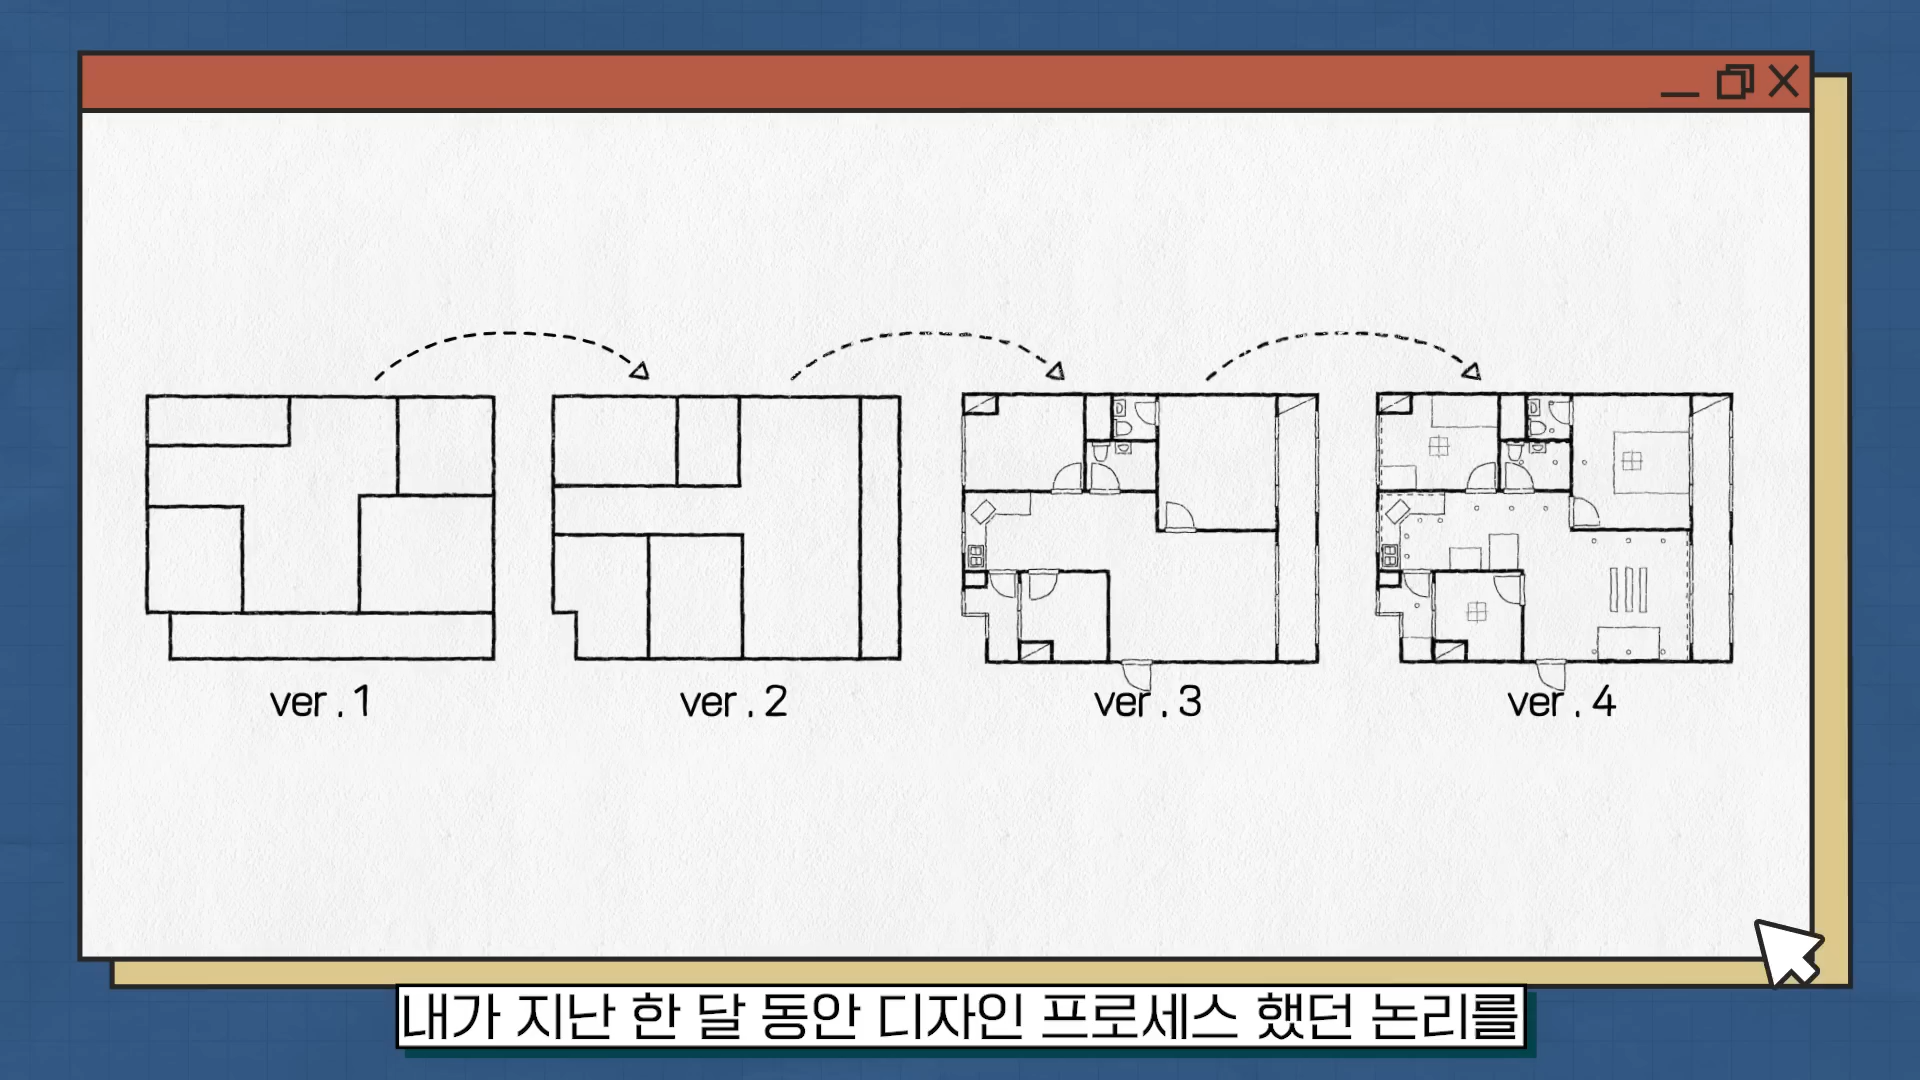 ver . 1
ver . 2
ver . 3
ver . 4
내가 지난 한 달 동안 디자인 프로세스 했던 논리를